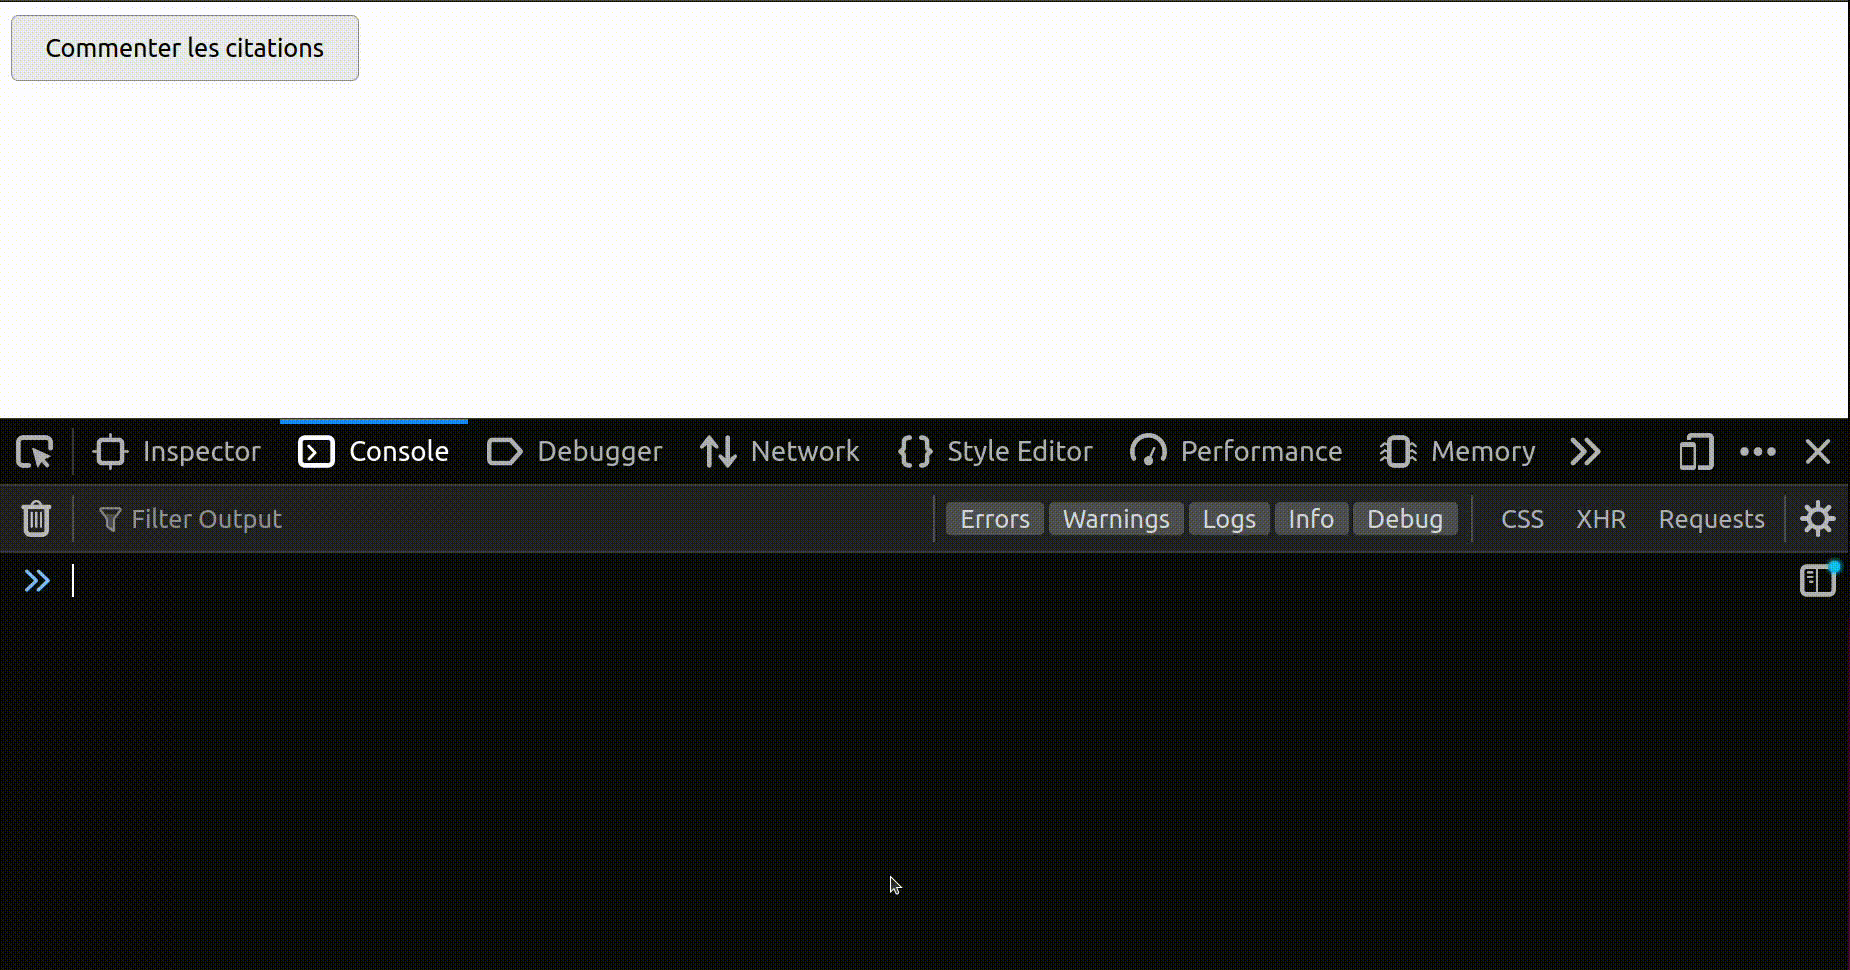 Commenter les citations
Inspector Console Debugger Network Style Editor Performance Memory
Filter Output Errors Warnings Logs Info Debug CSS XHR Requests